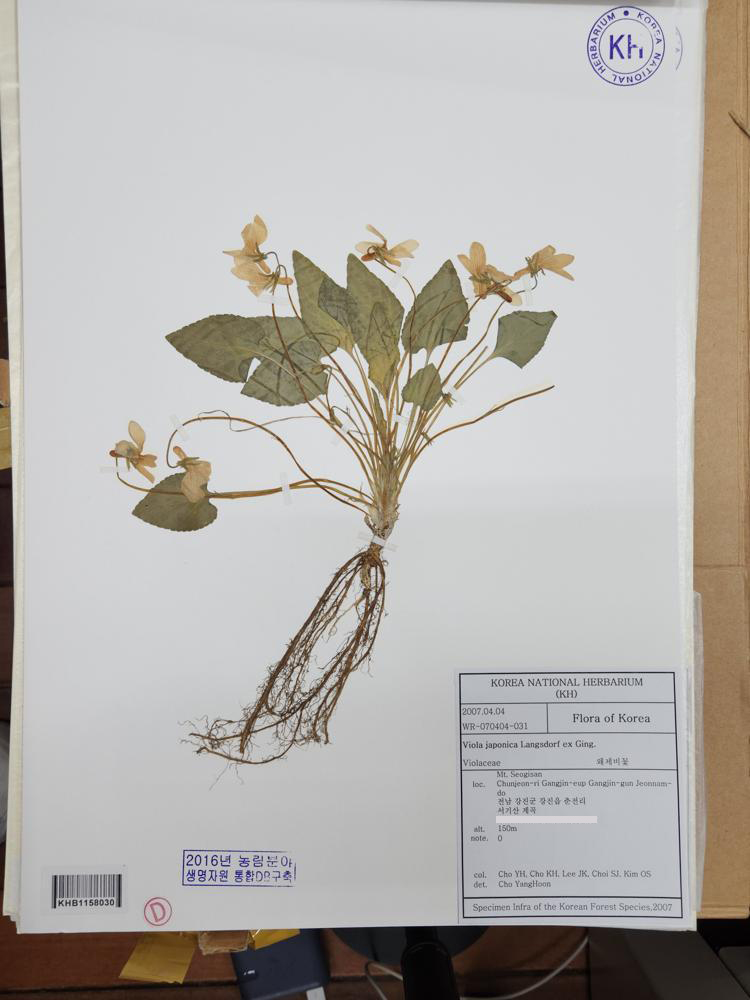 HERBARIUM • KOREA NATIONAL
KH
KOREA NATIONAL HERBARIUM
(KH)
2007.04.04
WR-070404-031
Flora of Korea
Viola japonica Langsdorf ex Ging.
Violaceae 왜제비꽃
Mt. Seogisan
loc. Chunjeon-ri Gangjin-eup Gangjin-gun Jeonnam-
do
전남 강진군 강진읍 춘전리
서기산 계곡
alt. 150m
note. 0
col. Cho YH, Cho KH, Lee JK, Choi SJ, Kim OS
det. Cho YangHoon
Specimen Infra of the Korean Forest Species,2007
2016년 농림분야
생명자원 통합DB구축
KHB1158030
D